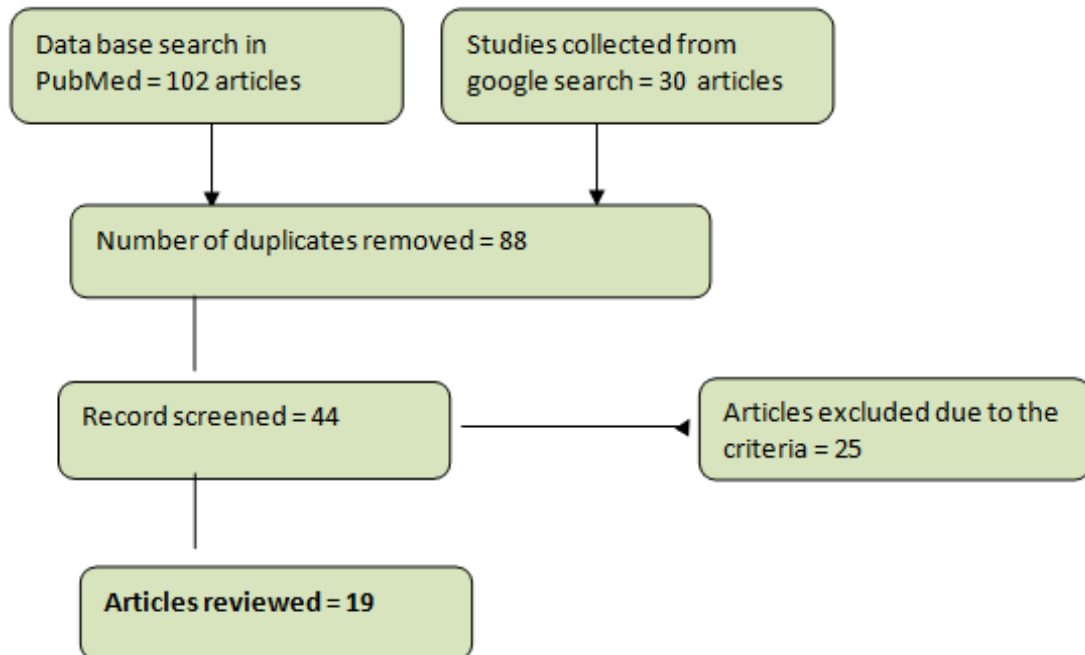 Data base search in
PubMed = 102 articles
Studies collected from
google search = 30 articles
Number of duplicates removed = 88
Record screened = 44
Articles excluded due to the
criteria = 25
Articles reviewed = 19